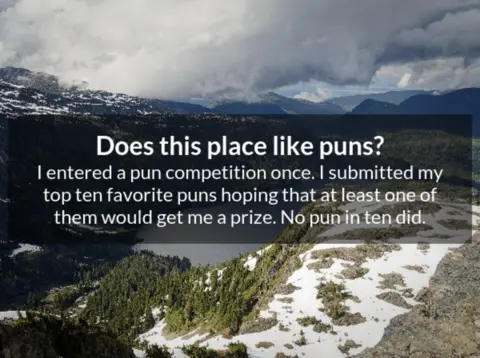 Does this place like puns?
I entered a pun competition once. I submitted my
top ten favorite puns hoping that at least one of
them would get me a prize. No pun in ten did.